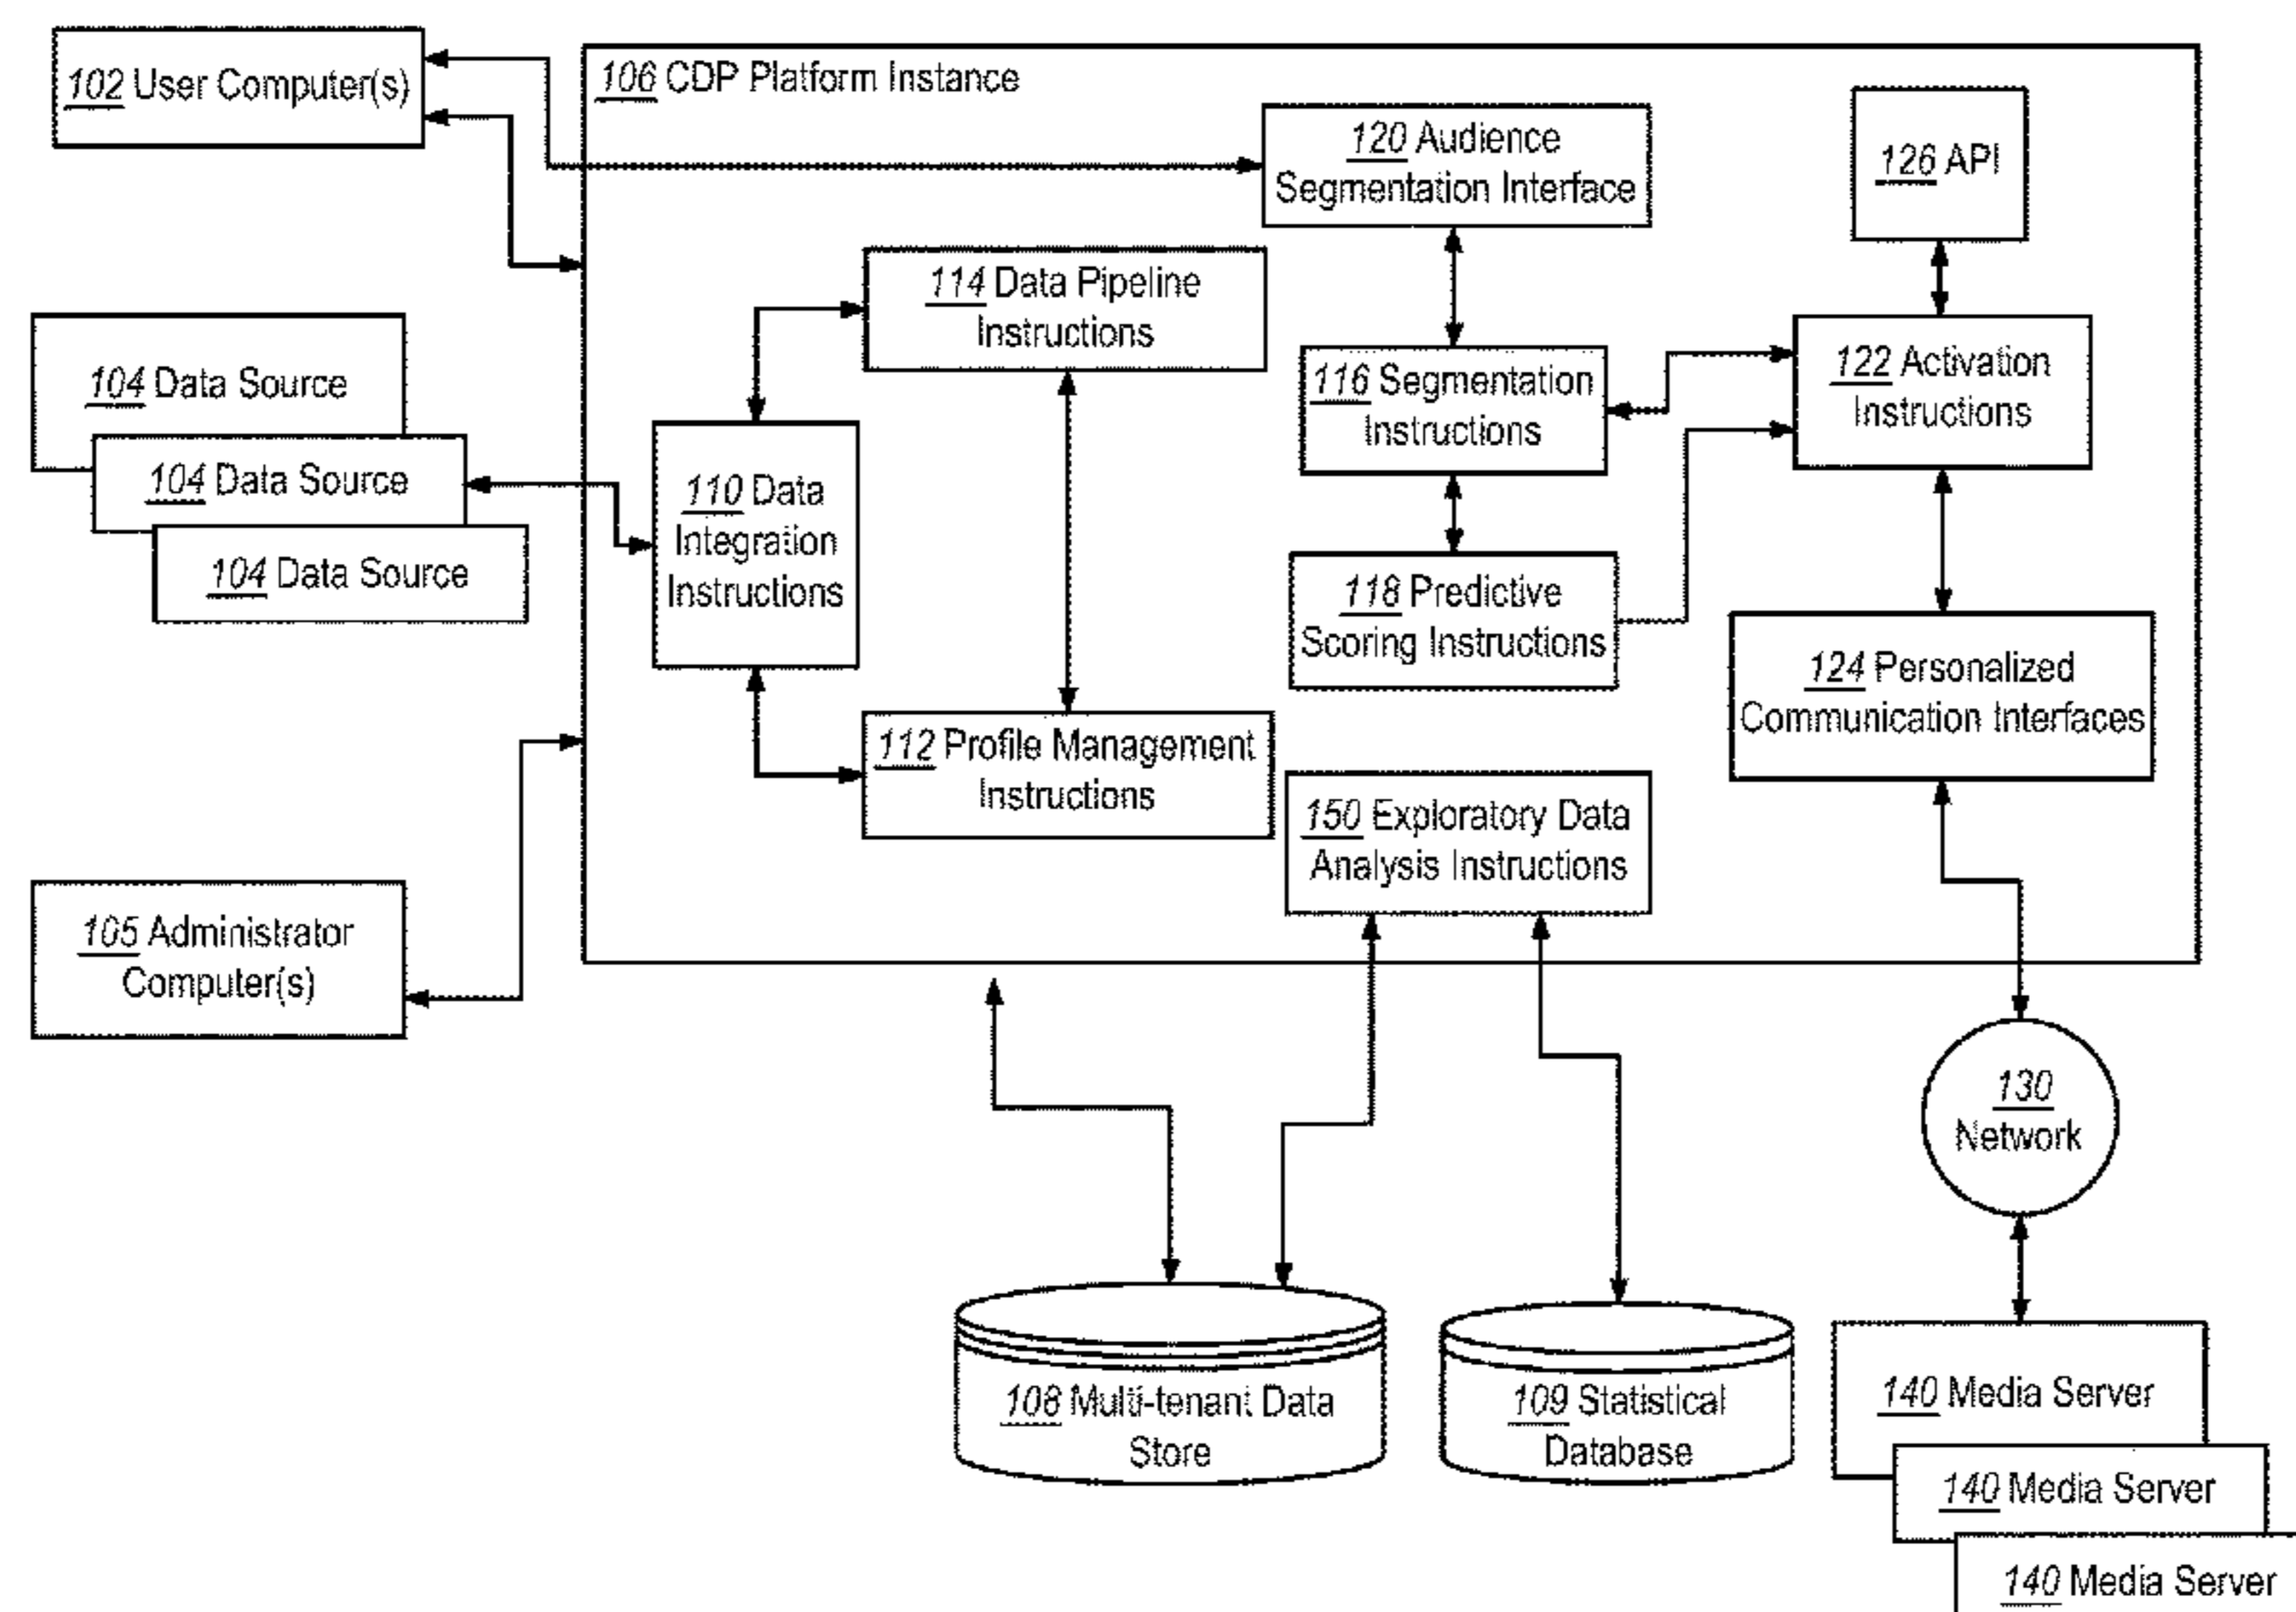 102 User Computer(s)
106 CDP Platform Instance
120 Audience
Segmentation Interface
126 API
114 Data Pipeline
Instructions
104 Data Source
104 Data Source
104 Data Source
116 Segmentation
Instructions
122 Activation
Instructions
110 Data
Integration
Instructions
118 Predictive
Scoring Instructions
124 Personalized
Communication Interfaces
112 Profile Management
Instructions
150 Exploratory Data
Analysis Instructions
105 Administrator
Computer(s)
130
Network
108 Multi-tenant Data
Store
109 Statistical
Database
140 Media Server
140 Media Server
140 Media Server